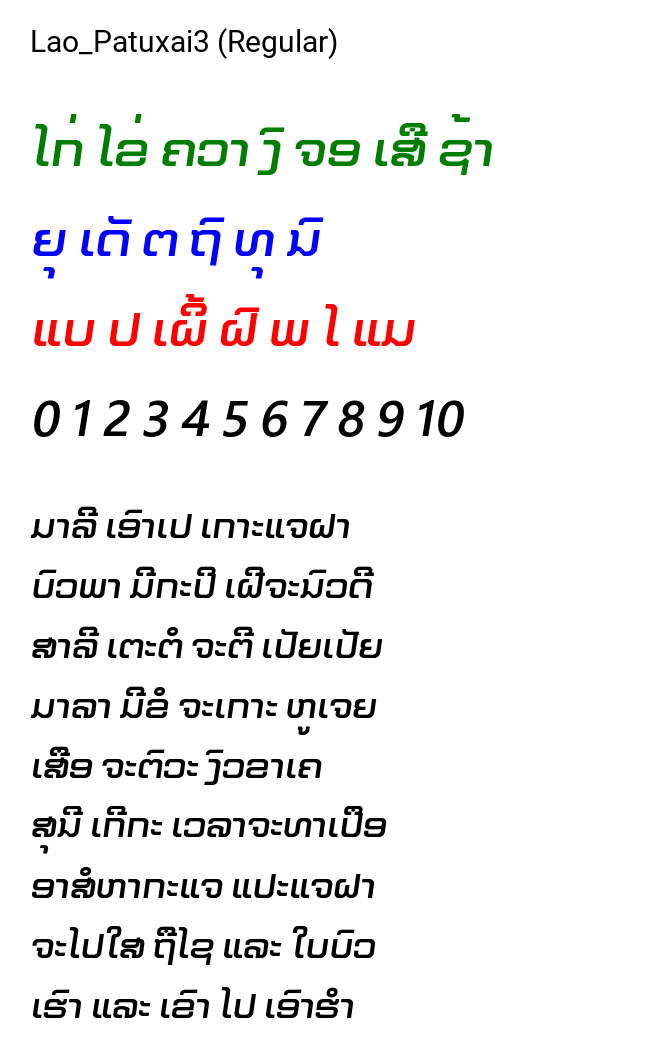 Lao_Patuxai3 (Regular)
ໄກ່ ໄອ່ ຄວາ ງົ ຈອ ເສື ຊ້າ
ຍຸ ເດັ ຕ ຖົ ທຸ ນົ
ແບ ປ ເຜິ້ ຝົ ພ ໄ ແມ
0 1 2 3 4 5 6 7 8 9 10
ມາລີ ເອົາເປ ເກາະແຈຝາ
ບົວພາ ມີກະປີ ເຝີຈະນົວດີ
ສາລີ ເຕະຕໍ ຈະຕີ ເປັຍເປັຍ
ມາລາ ມີຂໍ ຈະເກາະ ຫູເຈຍ
ເສືອ ຈະຕົວະ ງົວອາເຄ
ສຸນີ ເກີກະ ເວລາຈະທາເປືອ
ອາສໍຫາກະແຈ ແປະແຈຝາ
ຈະໄປໃສ ຖືໄຊ ແລະ ໃບບົວ
ເຮົາ ແລະ ເຂົາ ໄປ ເອົາຮໍາ